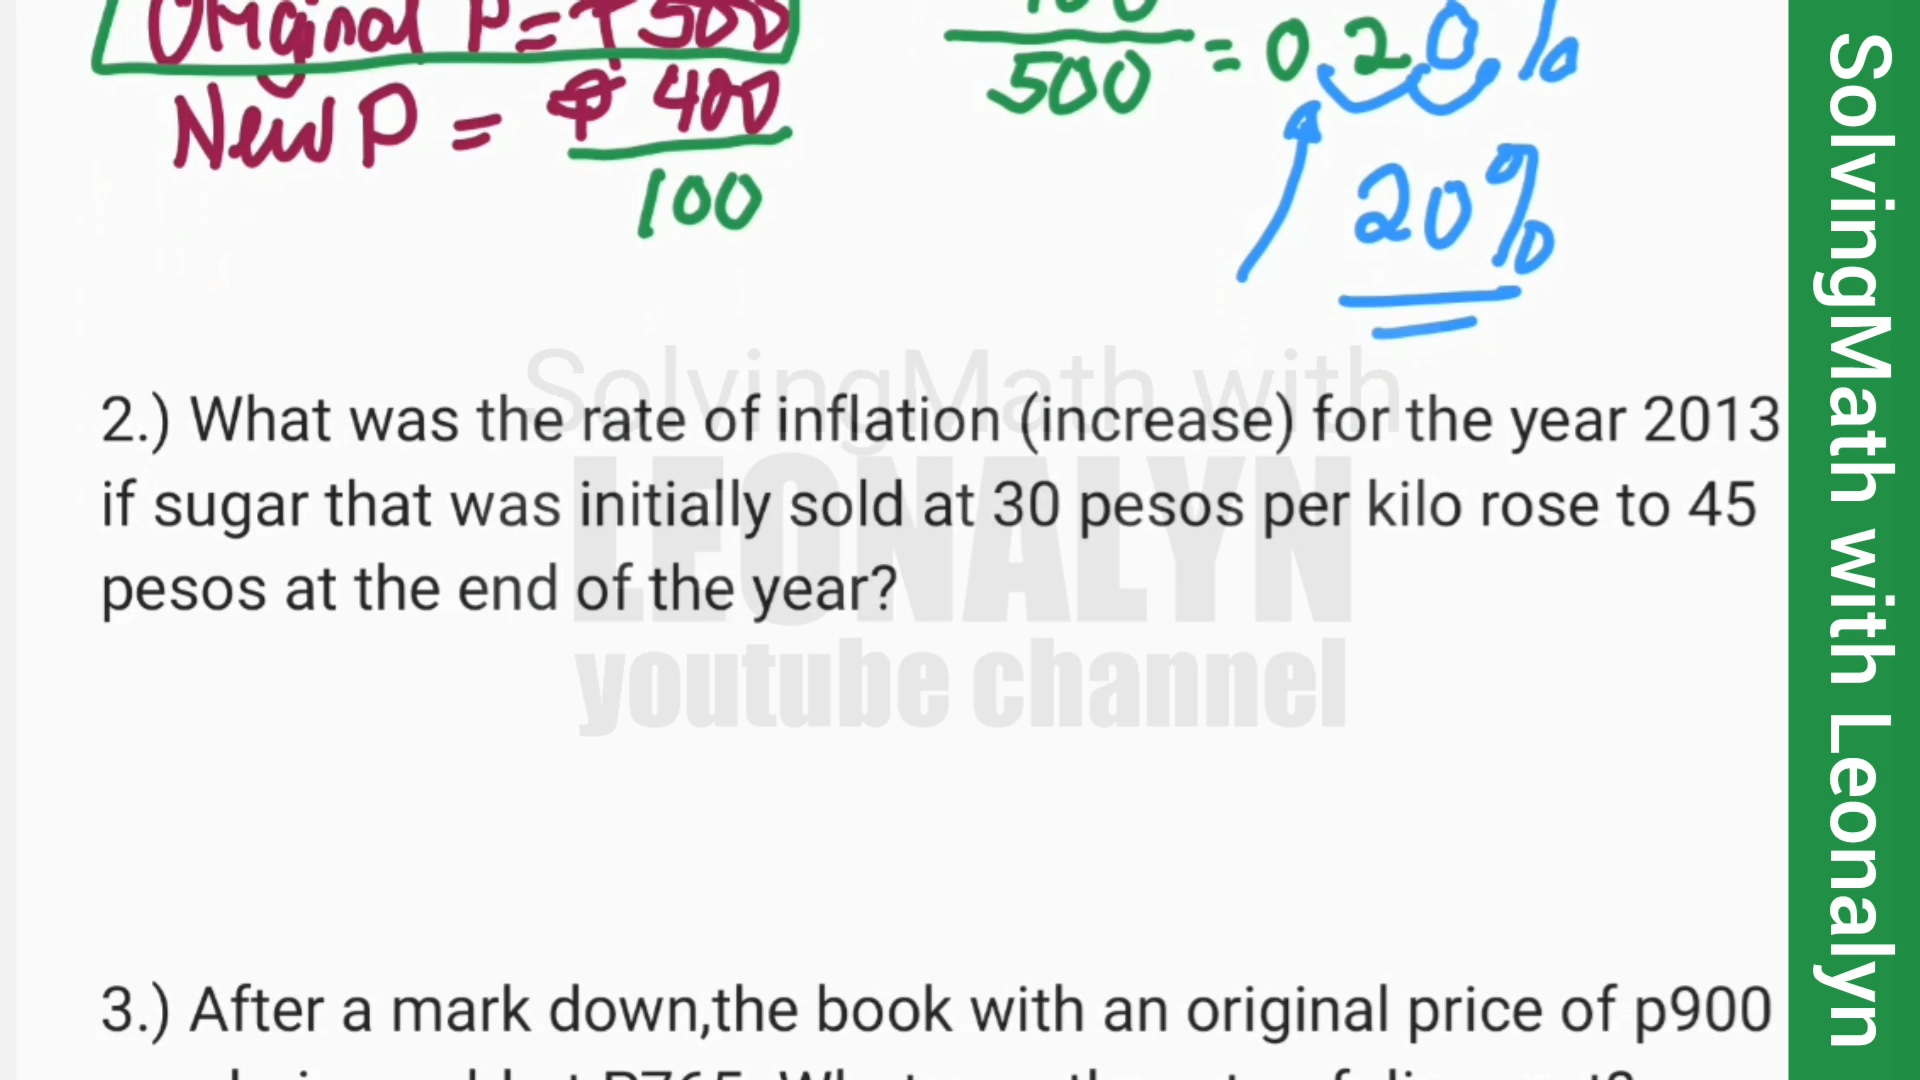 Original P = ₱ 500
New P = ₱ 400
100
100
500 = 0.20 %
20%
SolvingMath with
LEONALYN
youtube channel
2.) What was the rate of inflation (increase) for the year 2013
if sugar that was initially sold at 30 pesos per kilo rose to 45
pesos at the end of the year?
3.) After a mark down,the book with an original price of p900
SolvingMath with Leonalyn